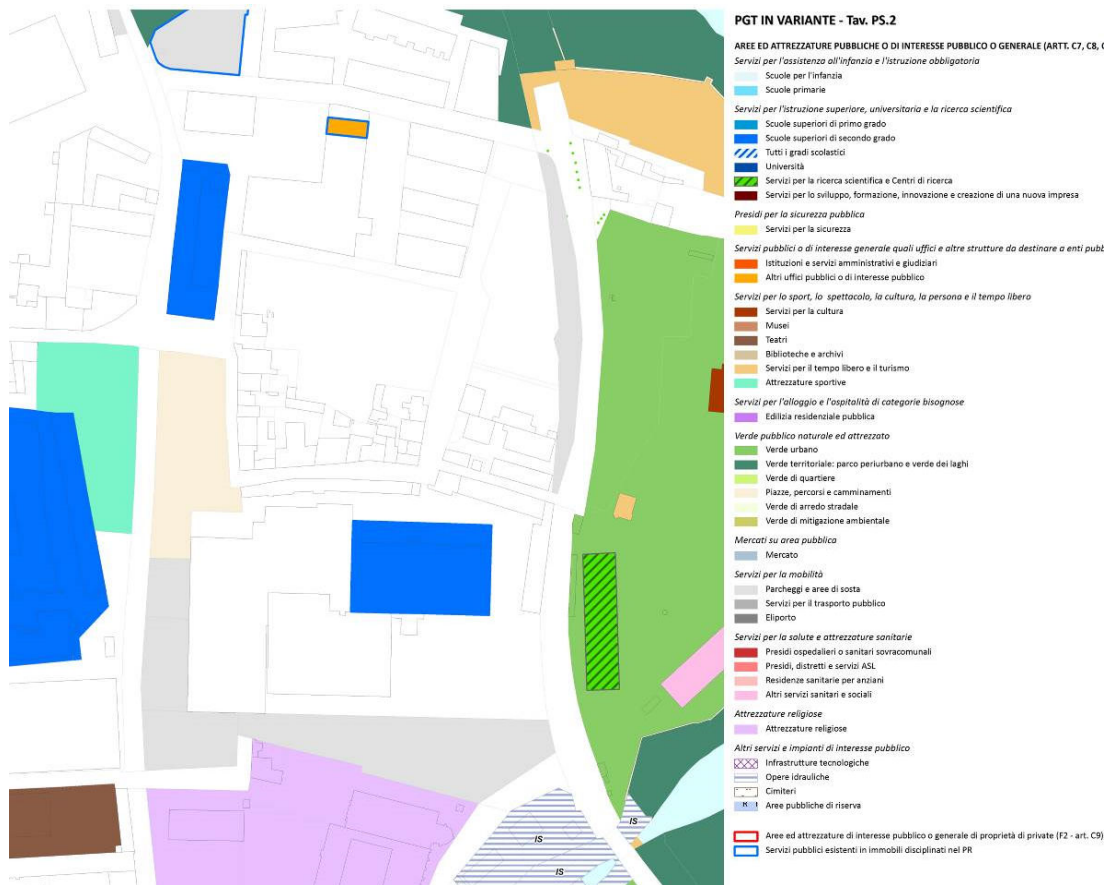 PGT IN VARIANTE - Tav. PS.2
AREE ED ATTREZZATURE PUBBLICHE O DI INTERESSE PUBBLICO O GENERALE (ARTT. C7, C8, C
Servizi per l'assistenza all'infanzia e l'istruzione obbligatoria
Scuole per l'infanzia
Scuole primarie
Servizi per l'istruzione superiore, universitaria e la ricerca scientifica
Scuole superiori di primo grado
Scuole superiori di secondo grado
Tutti i gradi scolastici
Università
Servizi per la ricerca scientifica e Centri di ricerca
Servizi per lo sviluppo, formazione, innovazione e creazione di una nuova impresa
Presidi per la sicurezza pubblica
Servizi per la sicurezza
Servizi pubblici o di interesse generale quali uffici e altre strutture da destinare a enti pubb
Istituzioni e servizi amministrativi e giudiziari
Altri uffici pubblici o di interesse pubblico
Servizi per lo sport, lo spettacolo, la cultura, la persona e il tempo libero
Servizi per la cultura
Musei
Teatri
Biblioteche e archivi
Servizi per il tempo libero e il turismo
Attrezzature sportive
Servizi per l'alloggio e l'ospitalità di categorie bisognose
Edilizia residenziale pubblica
Verde pubblico naturale ed attrezzato
Verde urbano
Verde territoriale: parco periurbano e verde dei laghi
Verde di quartiere
Piazze, percorsi e camminamenti
Verde di arredo stradale
Verde di mitigazione ambientale
Mercati su area pubblica
Mercato
Servizi per la mobilità
Parcheggi e aree di sosta
Servizi per il trasporto pubblico
Eliporto
Servizi per la salute e attrezzature sanitarie
Presidi ospedalieri o sanitari sovracomunali
Presidi, distretti e servizi ASL
Residenze sanitarie per anziani
Altri servizi sanitari e sociali
Attrezzature religiose
Attrezzature religiose
Altri servizi e impianti di interesse pubblico
Infrastrutture tecnologiche
Opere idrauliche
Cimiteri
R Aree pubbliche di riserva
Aree ed attrezzature di interesse pubblico o generale di proprietà di private (F2 - art. C9)
Servizi pubblici esistenti in immobili disciplinati nel PR
IS
IS
IS